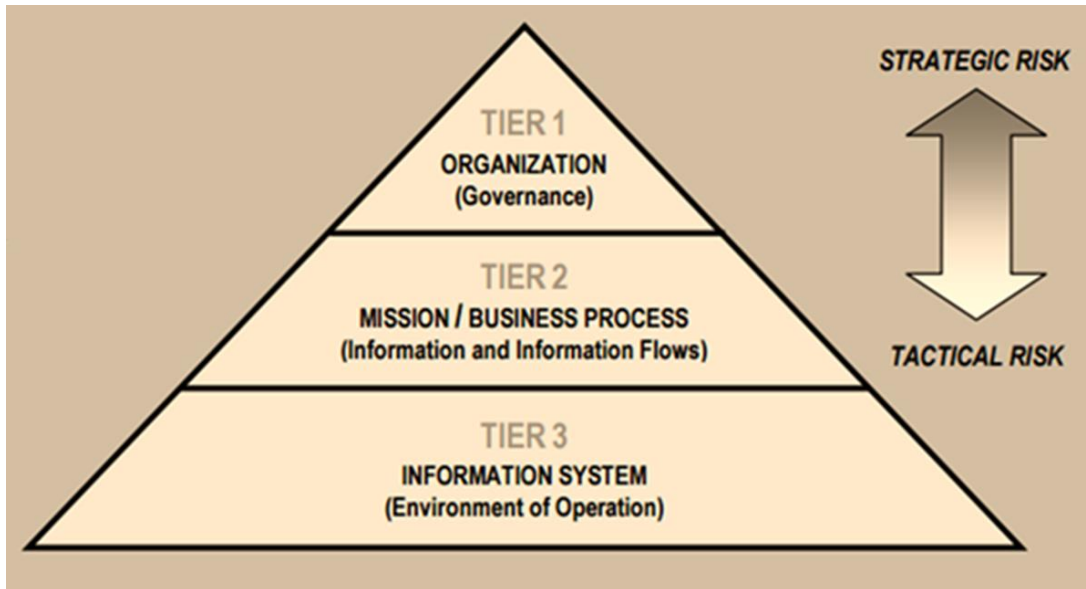 STRATEGIC RISK
TIER 1
ORGANIZATION
(Governance)
TIER 2
MISSION / BUSINESS PROCESS
(Information and Information Flows)
TACTICAL RISK
TIER 3
INFORMATION SYSTEM
(Environment of Operation)